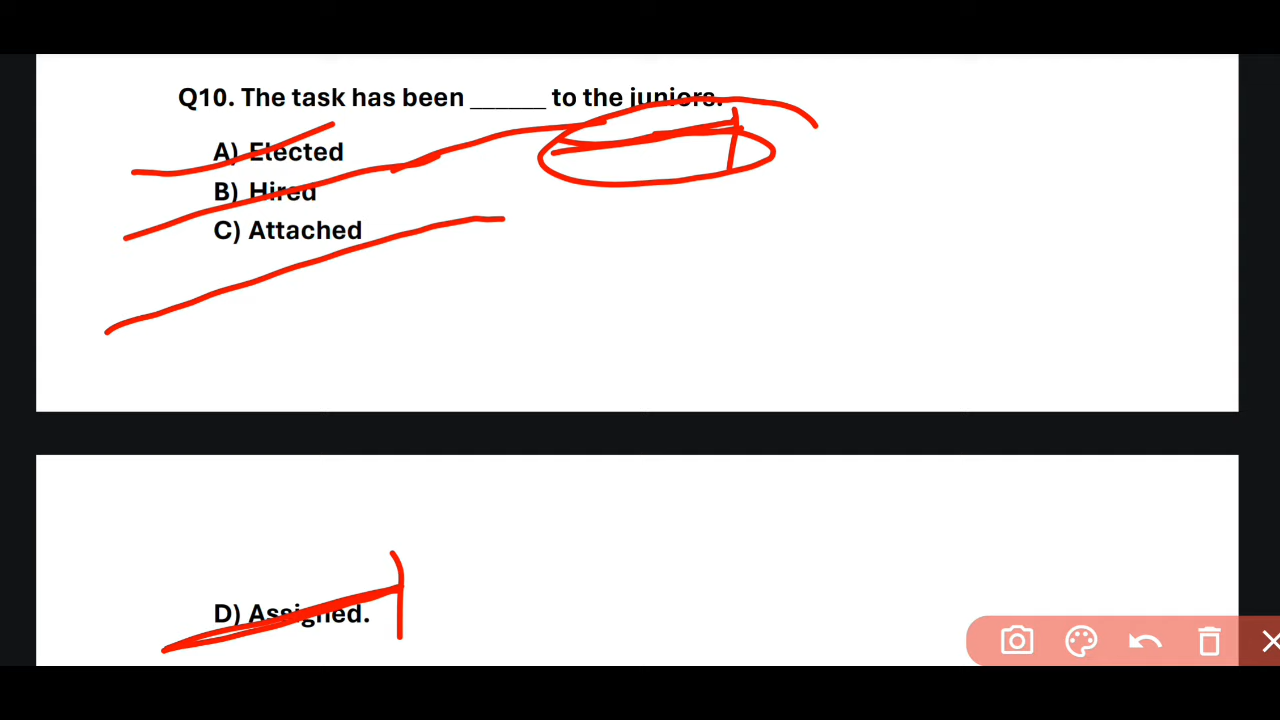 Q10. The task has been ______ to the juniors.
A) Elected
B) Hired
C) Attached
D) Assigned.